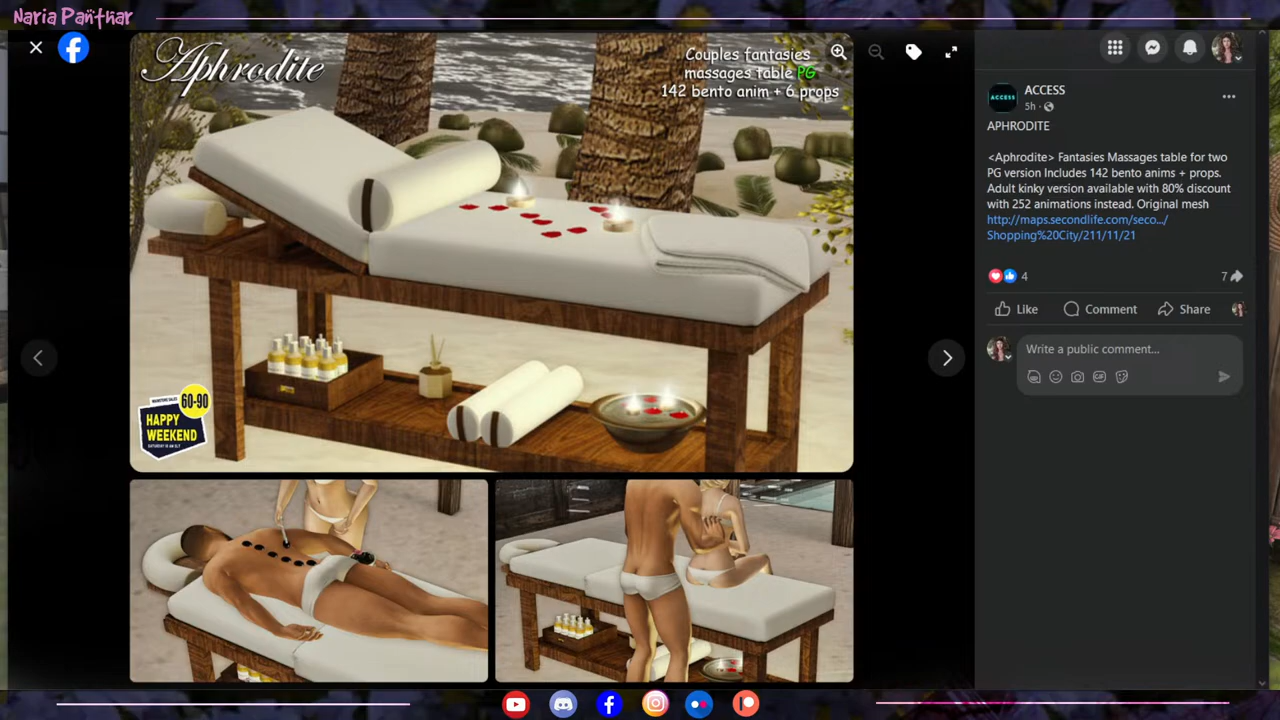 Naria Panthar
Aphrodite
Couples fantasies
massages table PG
142 bento anim + 6 props
60-90
HAPPY
WEEKEND
ACCESS
ACCESS
5h ·
APHRODITE
<Aphrodite> Fantasies Massages table for two
PG version Includes 142 bento anims + props.
Adult kinky version available with 80% discount
with 252 animations instead. Original mesh
http://maps.secondlife.com/seco.../
Shopping%20City/211/11/21
4
7
Like
Comment
Share
Write a public comment...
GIF